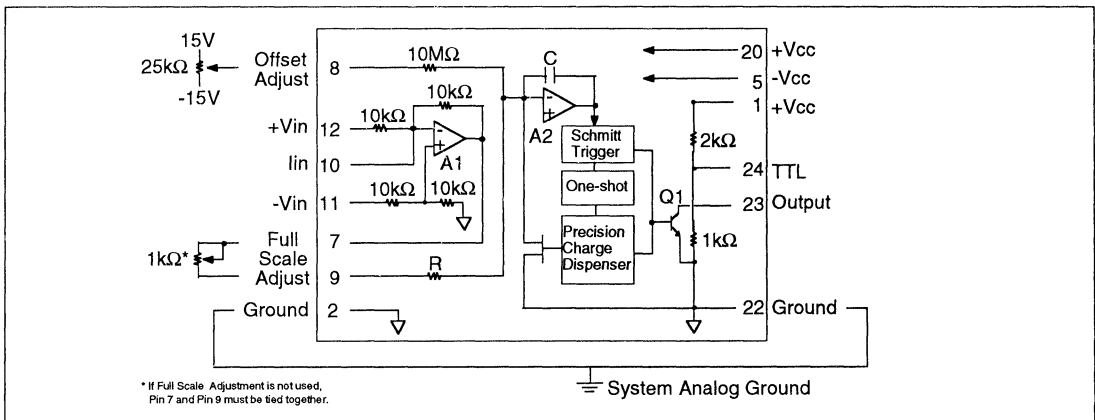 15V
25kΩ
-15V
Offset
Adjust
8
10MΩ
C
20 +Vcc
5 -Vcc
1 +Vcc
10kΩ
+Vin 12
10kΩ
-
+
A1
Iin 10
-Vin 11
10kΩ
10kΩ
-
+
A2
Schmitt
Trigger
One-shot
Precision
Charge
Dispenser
2kΩ
24 TTL
Q1
23 Output
1kΩ
1kΩ*
Full
Scale
Adjust
7
9
R
Ground 2
22 Ground
* If Full Scale Adjustment is not used,
Pin 7 and Pin 9 must be tied together.
System Analog Ground